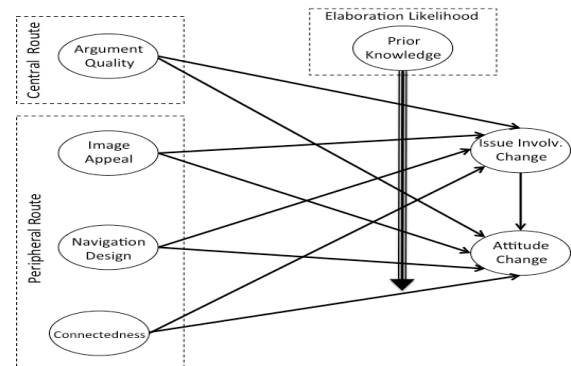 Elaboration Likelihood
Prior
Knowledge
Central Route
Argument
Quality
Peripheral Route
Image
Appeal
Navigation
Design
Connectedness
Issue Involv.
Change
Attitude
Change